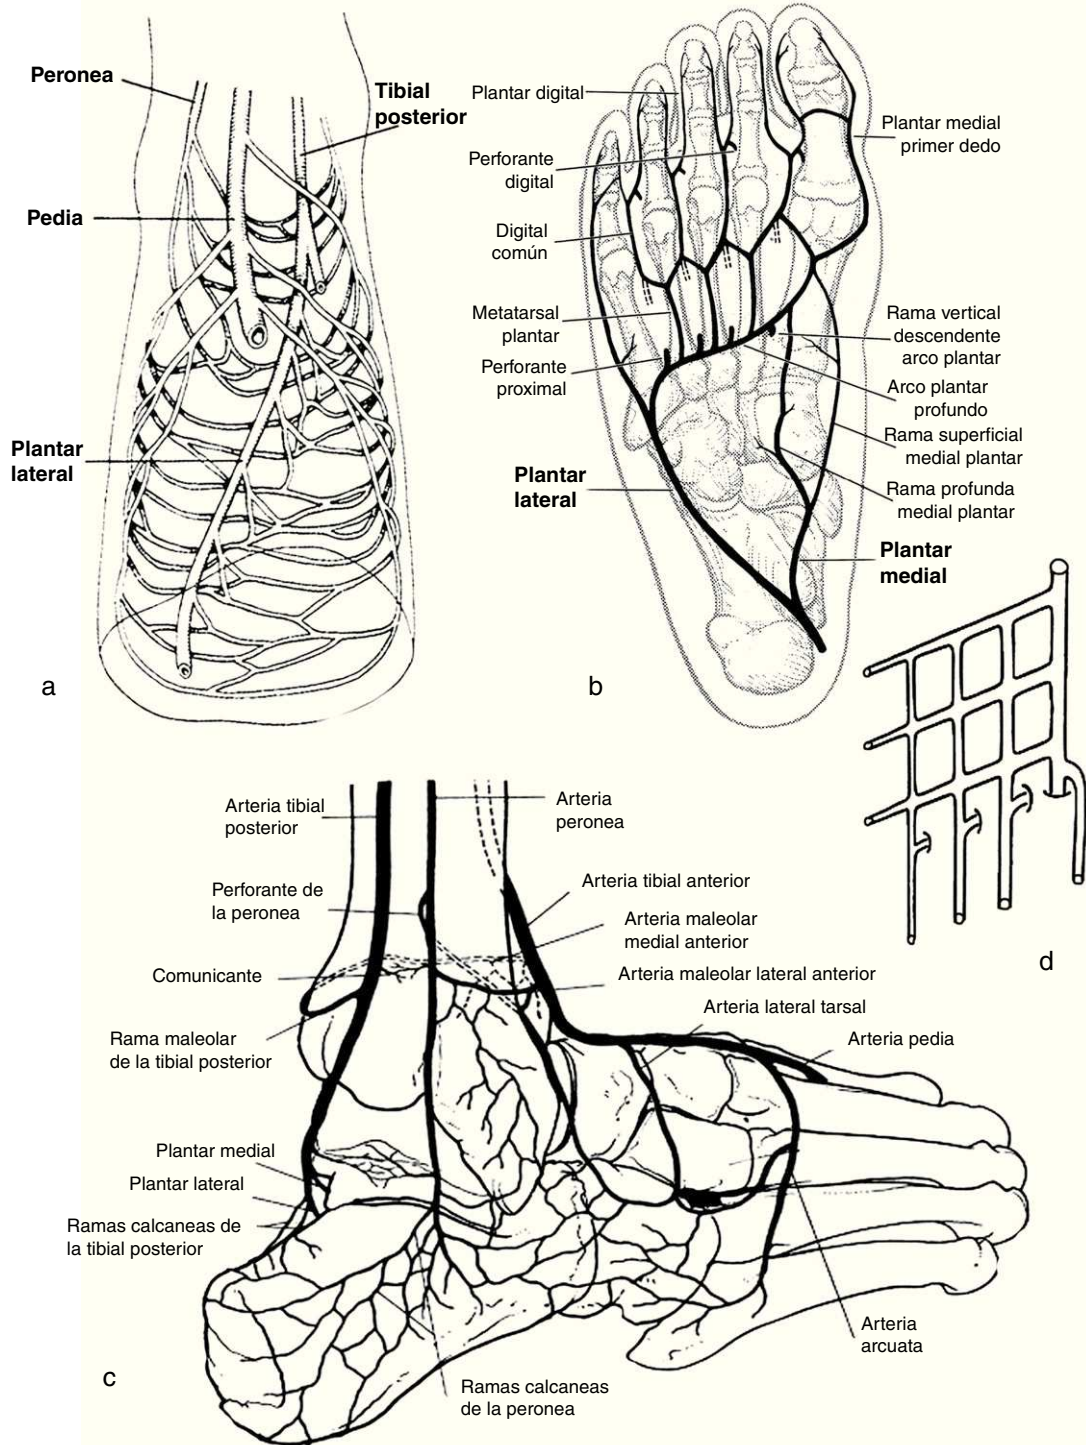 Peronea
Tibial
posterior
Pedia
Plantar
lateral
a
Plantar digital
Perforante
digital
Digital
común
Metatarsal
plantar
Perforante
proximal
Plantar
lateral
Plantar medial
primer dedo
Rama vertical
descendente
arco plantar
Arco plantar
profundo
Rama superficial
medial plantar
Rama profunda
medial plantar
Plantar
medial
b
d
Arteria tibial
posterior
Arteria
peronea
Perforante de
la peronea
Arteria tibial anterior
Arteria maleolar
medial anterior
Comunicante
Arteria maleolar lateral anterior
Arteria lateral tarsal
Rama maleolar
de la tibial posterior
Arteria pedia
Plantar medial
Plantar lateral
Ramas calcaneas de
la tibial posterior
Arteria
arcuata
Ramas calcaneas
de la peronea
c